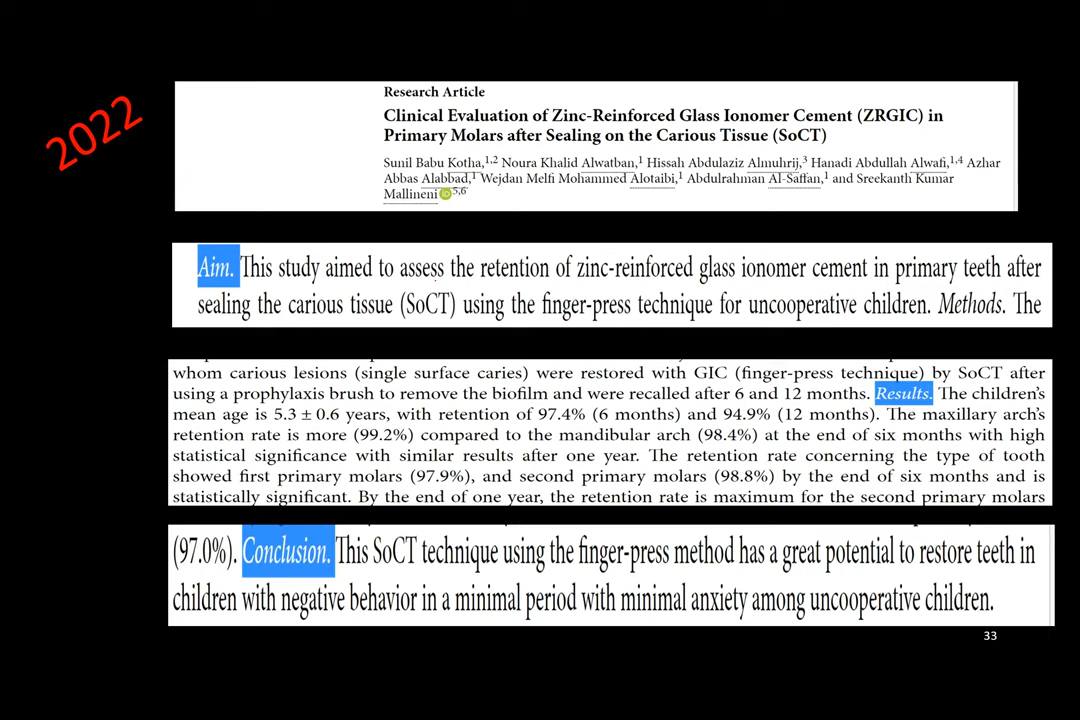 2022
Research Article
Clinical Evaluation of Zinc-Reinforced Glass Ionomer Cement (ZRGIC) in
Primary Molars after Sealing on the Carious Tissue (SoCT)
Sunil Babu Kotha,1,2 Noura Khalid Alwatban,1 Hissah Abdulaziz Almuhrij,3 Hanadi Abdullah Alwafi,1,4 Azhar
Abbas Alabbad,1 Wejdan Melfi Mohammed Alotaibi,1 Abdulrahman Al-Saffan,1 and Sreekanth Kumar
Mallineni iD 5,6
Aim. This study aimed to assess the retention of zinc-reinforced glass ionomer cement in primary teeth after
sealing the carious tissue (SoCT) using the finger-press technique for uncooperative children. Methods. The
whom carious lesions (single surface caries) were restored with GIC (finger-press technique) by SoCT after
using a prophylaxis brush to remove the biofilm and were recalled after 6 and 12 months. Results. The children's
mean age is 5.3 ± 0.6 years, with retention of 97.4% (6 months) and 94.9% (12 months). The maxillary arch's
retention rate is more (99.2%) compared to the mandibular arch (98.4%) at the end of six months with high
statistical significance with similar results after one year. The retention rate concerning the type of tooth
showed first primary molars (97.9%), and second primary molars (98.8%) by the end of six months and is
statistically significant. By the end of one year, the retention rate is maximum for the second primary molars
(97.0%). Conclusion. This SoCT technique using the finger-press method has a great potential to restore teeth in
children with negative behavior in a minimal period with minimal anxiety among uncooperative children.
33